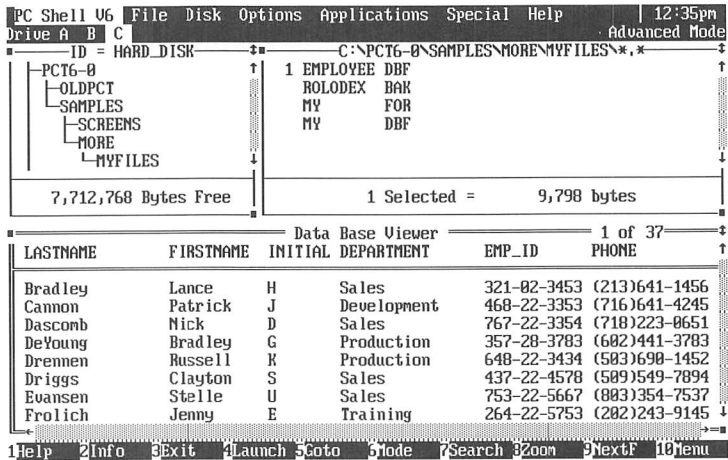 PC Shell V6 File Disk Options Applications Special Help 12:35pm
Drive A B C Advanced Mode
ID = HARD_DISK
PCT6-0
OLDPCT
SAMPLES
SCREENS
MORE
MYFILES
7,712,768 Bytes Free
C:\PCT6-0\SAMPLES\MORE\MYFILES\*.*
1 EMPLOYEE DBF
ROLODEX BAK
MY FOR
MY DBF
1 Selected = 9,798 bytes
Data Base Viewer 1 of 37
LASTNAME FIRSTNAME INITIAL DEPARTMENT EMP_ID PHONE
Bradley Lance H Sales 321-02-3453 (213)641-1456
Cannon Patrick J Development 468-22-3353 (716)641-4245
Dascomb Nick D Sales 767-22-3354 (718)223-0651
DeYoung Bradley G Production 357-28-3783 (602)441-3783
Drennen Russell K Production 648-22-3434 (503)690-1452
Driggs Clayton S Sales 437-22-4578 (509)549-7894
Evansen Stelle U Sales 753-22-5667 (803)354-7537
Frolich Jenny E Training 264-22-5753 (202)243-9145
1Help 2Info 3Exit 4Launch 5Goto 6Mode 7Search 8Zoom 9NextF 10Menu